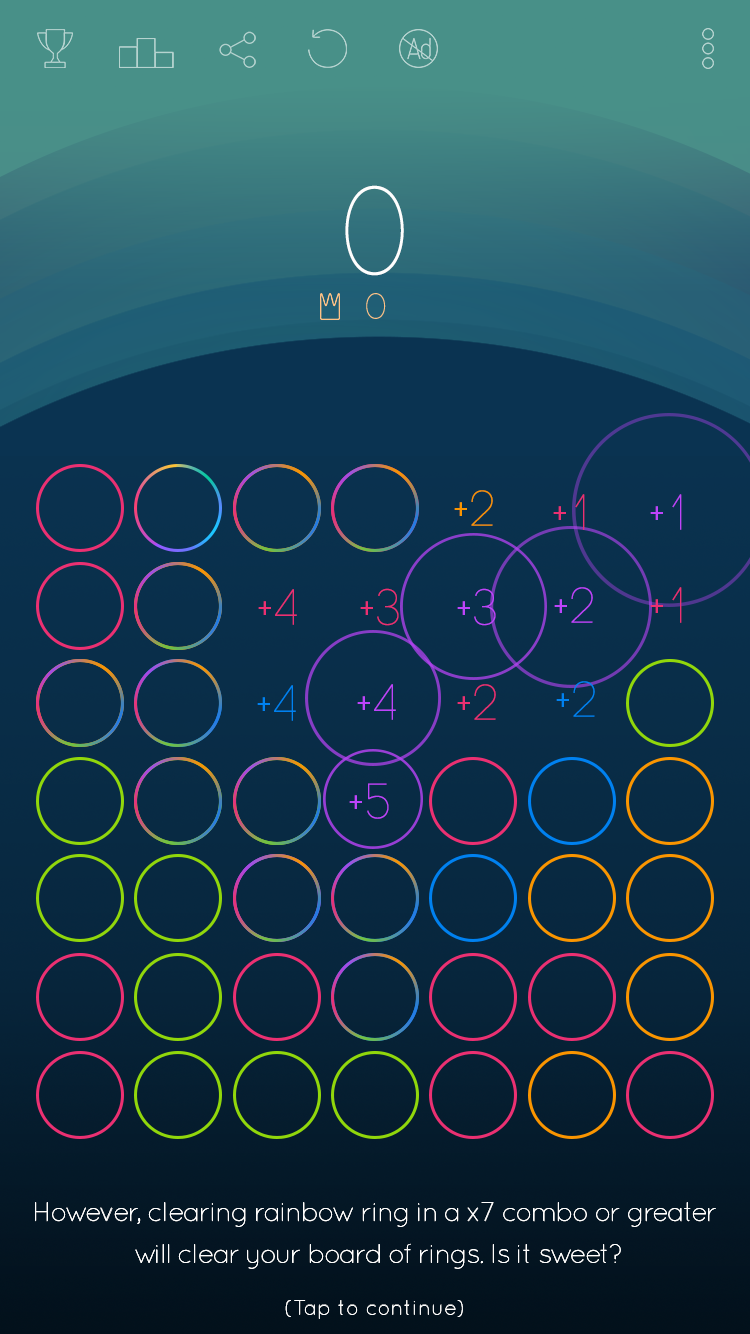 Ad
0
0
+2 +1 +1
+4 +3 +3 +2 +1
+4 +4 +2 +2
+5
However, clearing rainbow ring in a x7 combo or greater
will clear your board of rings. Is it sweet?
(Tap to continue)